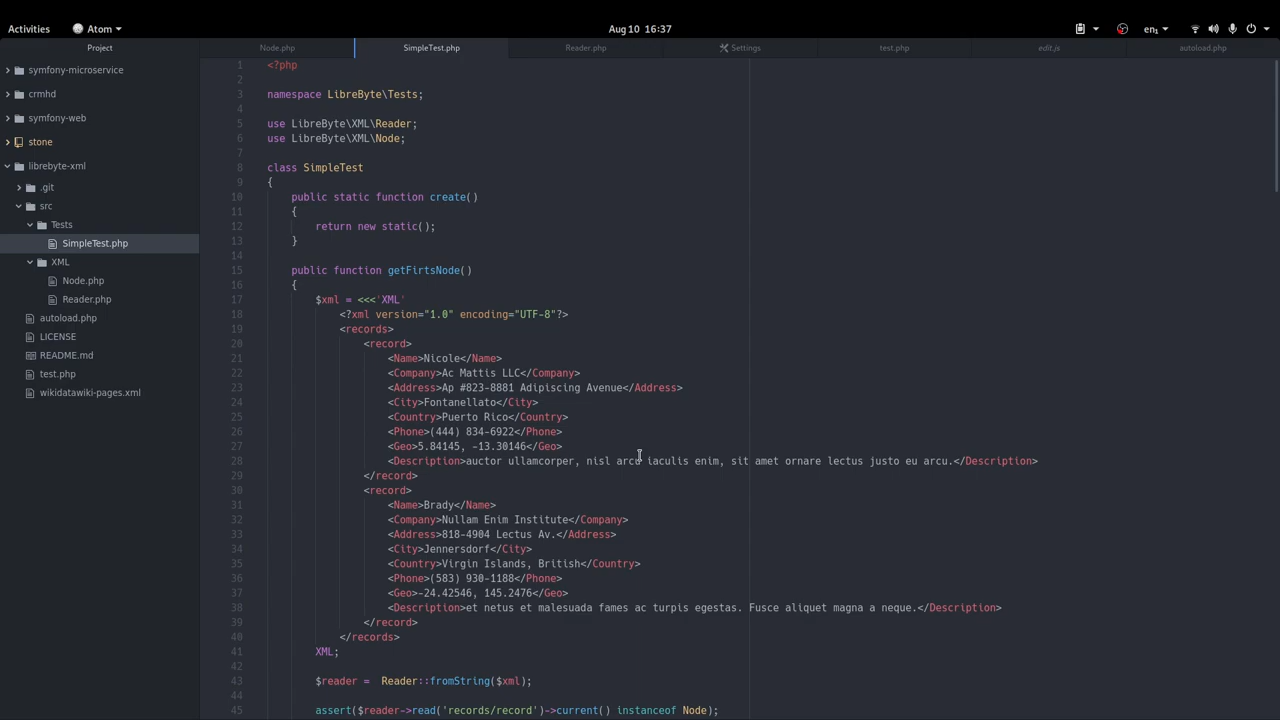 Activities
Atom
Aug 10 16:37
en₁
Project
Node.php
SimpleTest.php
Reader.php
Settings
test.php
edit.js
autoload.php
symfony-microservice
crmhd
symfony-web
stone
librebyte-xml
.git
src
Tests
SimpleTest.php
XML
Node.php
Reader.php
autoload.php
LICENSE
README.md
test.php
wikidatawiki-pages.xml
1 <?php
2
3 namespace LibreByte\Tests;
4
5 use LibreByte\XML\Reader;
6 use LibreByte\XML\Node;
7
8 class SimpleTest
9 {
10 public static function create()
11 {
12 return new static();
13 }
14
15 public function getFirtsNode()
16 {
17 $xml = <<<'XML'
18 <?xml version="1.0" encoding="UTF-8"?>
19 <records>
20 <record>
21 <Name>Nicole</Name>
22 <Company>Ac Mattis LLC</Company>
23 <Address>Ap #823-8881 Adipiscing Avenue</Address>
24 <City>Fontanellato</City>
25 <Country>Puerto Rico</Country>
26 <Phone>(444) 834-6922</Phone>
27 <Geo>5.84145, -13.30146</Geo>
28 <Description>auctor ullamcorper, nisl arcu iaculis enim, sit amet ornare lectus justo eu arcu.</Description>
29 </record>
30 <record>
31 <Name>Brady</Name>
32 <Company>Nullam Enim Institute</Company>
33 <Address>818-4904 Lectus Av.</Address>
34 <City>Jennersdorf</City>
35 <Country>Virgin Islands, British</Country>
36 <Phone>(583) 930-1188</Phone>
37 <Geo>-24.42546, 145.2476</Geo>
38 <Description>et netus et malesuada fames ac turpis egestas. Fusce aliquet magna a neque.</Description>
39 </record>
40 </records>
41 XML;
42
43 $reader =  Reader::fromString($xml);
44
45 assert($reader->read('records/record')->current() instanceof Node);